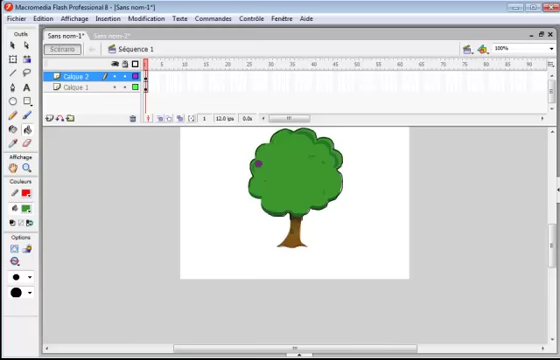 Macromedia Flash Professional 8 - [Sans nom-1*]
Fichier Edition Affichage Insertion Modification Texte Commandes Contrôle Fenêtre Aide
Outils
Sans nom-1* Sans nom-2*
Scénario Séquence 1 100%
1 5 10 15 20 25 30 35 40 45 50 55 60 65 70 75 80 85 90
Calque 2
Calque 1
1 12.0 ips 0.0s
Affichage
Couleurs
Options